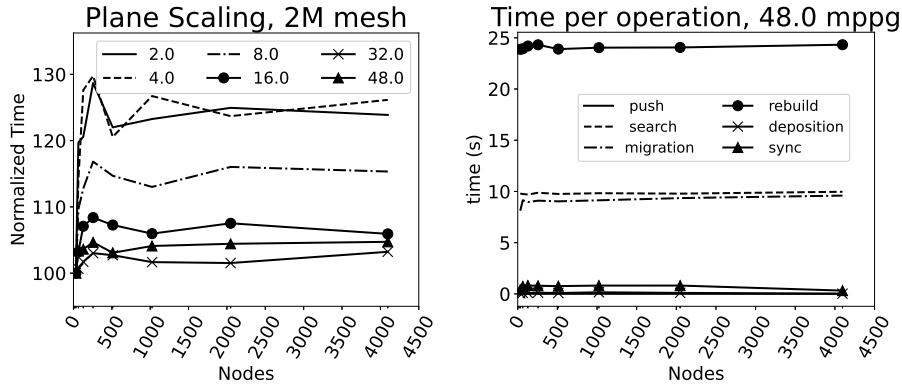 Plane Scaling, 2M mesh
2.0 8.0 32.0
4.0 16.0 48.0
130
120
110
100
Normalized Time
0 500 1000 1500 2000 2500 3000 3500 4000 4500
Nodes
Time per operation, 48.0 mppg
push rebuild
search deposition
migration sync
25
20
15
10
5
0
time (s)
0 500 1000 1500 2000 2500 3000 3500 4000 4500
Nodes